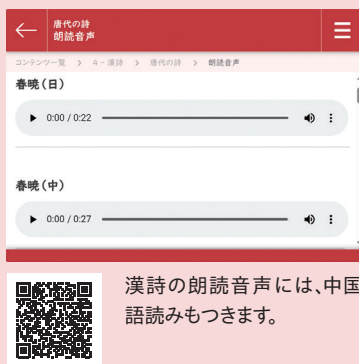 唐代の詩
朗読音声
コンテンツ一覧 > 4-漢詩 > 唐代の詩 > 朗読音声
春暁(日)
0:00 / 0:22
春暁(中)
0:00 / 0:27
漢詩の朗読音声には、中国
語読みもつきます。